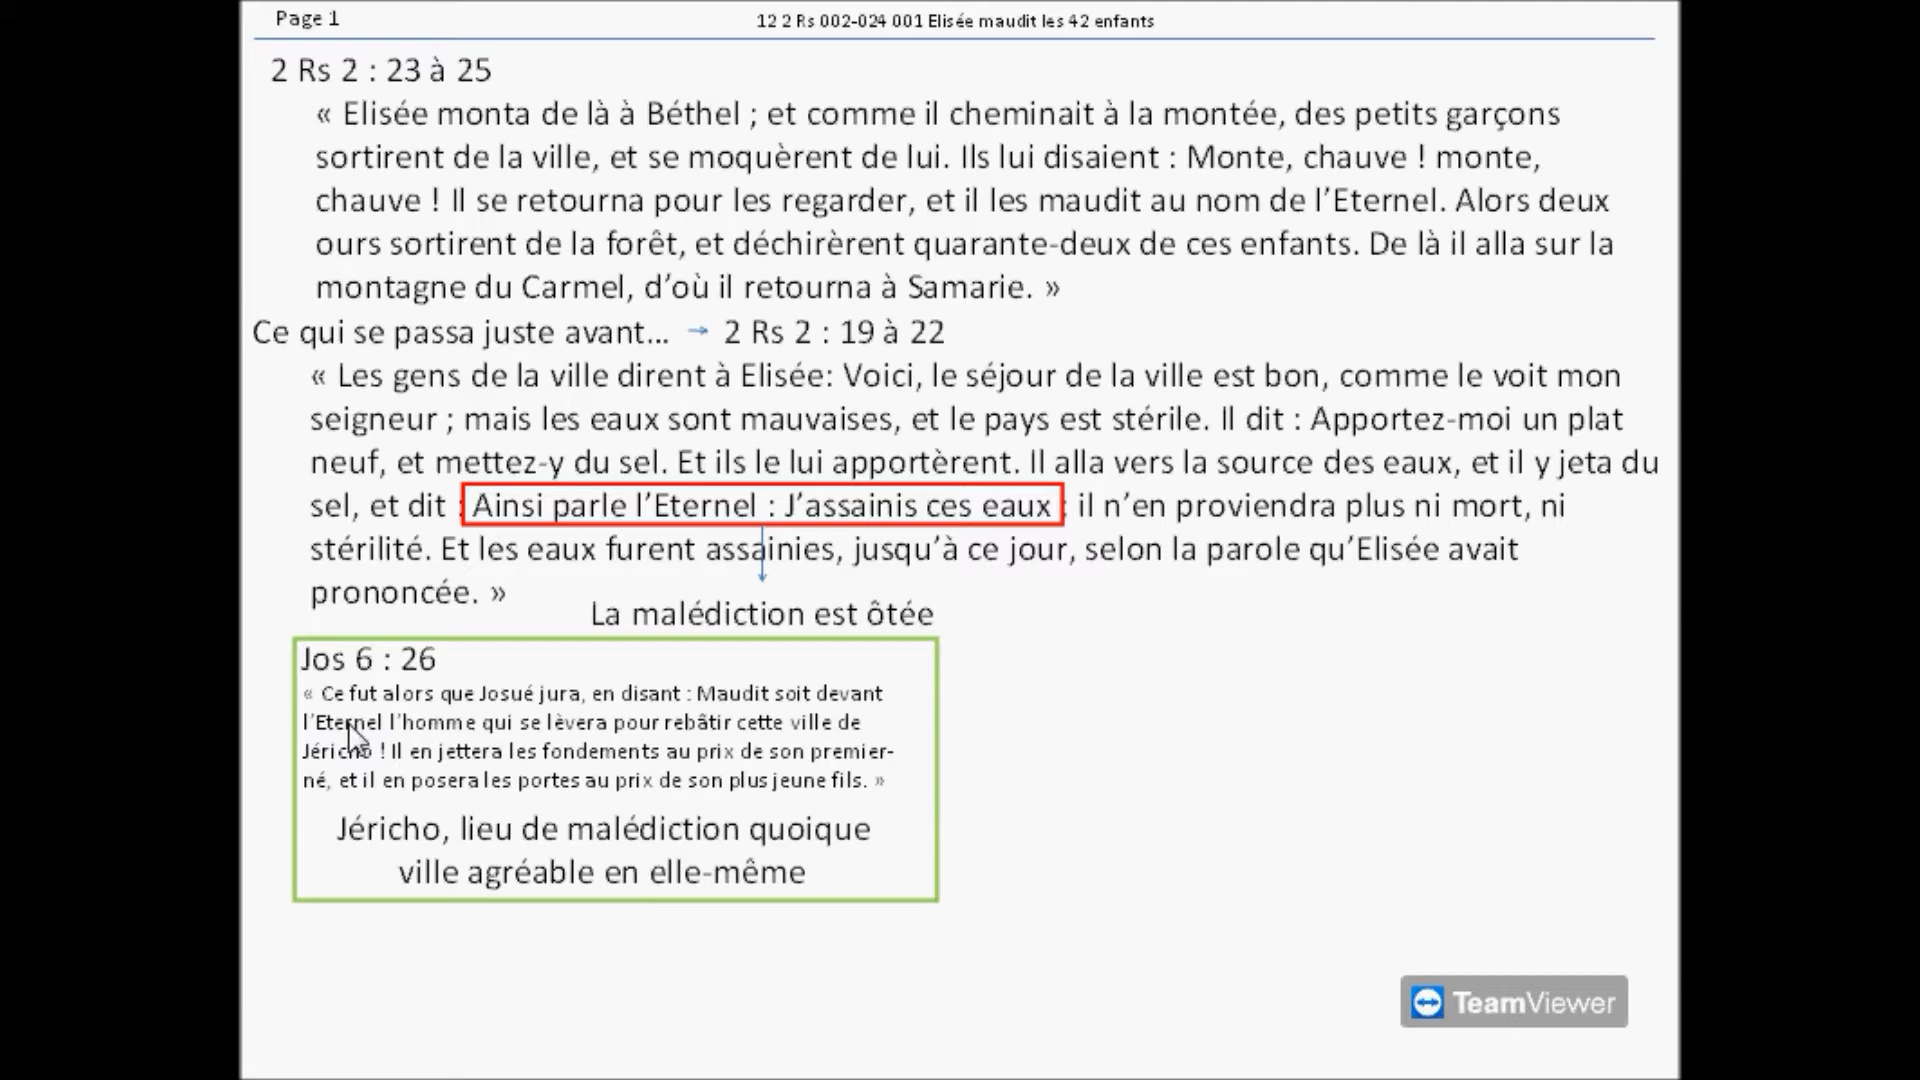 Page 1
12 2 Rs 002-024 001 Elisée maudit les 42 enfants
2 Rs 2 : 23 à 25
« Elisée monta de là à Béthel ; et comme il cheminait à la montée, des petits garçons
sortirent de la ville, et se moquèrent de lui. Ils lui disaient : Monte, chauve ! monte,
chauve ! Il se retourna pour les regarder, et il les maudit au nom de l’Eternel. Alors deux
ours sortirent de la forêt, et déchirèrent quarante-deux de ces enfants. De là il alla sur la
montagne du Carmel, d’où il retourna à Samarie. »
Ce qui se passa juste avant… → 2 Rs 2 : 19 à 22
« Les gens de la ville dirent à Elisée: Voici, le séjour de la ville est bon, comme le voit mon
seigneur ; mais les eaux sont mauvaises, et le pays est stérile. Il dit : Apportez-moi un plat
neuf, et mettez-y du sel. Et ils le lui apportèrent. Il alla vers la source des eaux, et il y jeta du
sel, et dit : Ainsi parle l’Eternel : J’assainis ces eaux : il n’en proviendra plus ni mort, ni
stérilité. Et les eaux furent assainies, jusqu’à ce jour, selon la parole qu’Elisée avait
prononcée. »
La malédiction est ôtée
Jos 6 : 26
« Ce fut alors que Josué jura, en disant : Maudit soit devant
l’Eternel l’homme qui se lèvera pour rebâtir cette ville de
Jéricho ! Il en jettera les fondements au prix de son premier-
né, et il en posera les portes au prix de son plus jeune fils. »
Jéricho, lieu de malédiction quoique
ville agréable en elle-même
TeamViewer